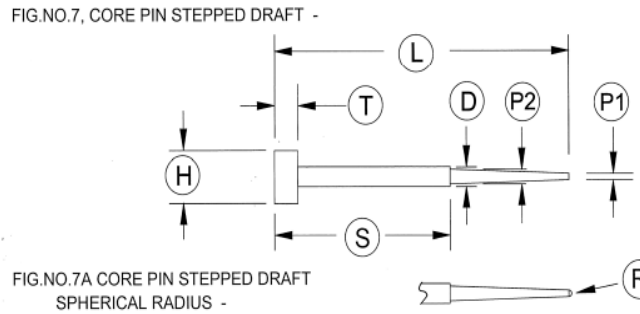 FIG.NO.7, CORE PIN STEPPED DRAFT -
L
T
D
P2
P1
H
S
FIG.NO.7A CORE PIN STEPPED DRAFT
SPHERICAL RADIUS -
R